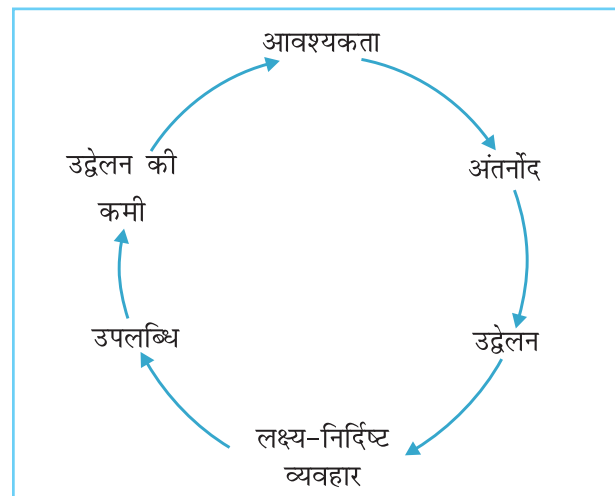 आवश्यकता
अंतर्नोद
उद्वेलन
लक्ष्य-निर्दिष्ट
व्यवहार
उपलब्धि
उद्वेलन की
कमी